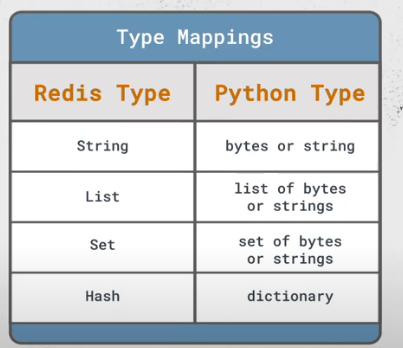 Type Mappings
Redis Type
Python Type
String
bytes or string
List
list of bytes
or strings
Set
set of bytes
or strings
Hash
dictionary